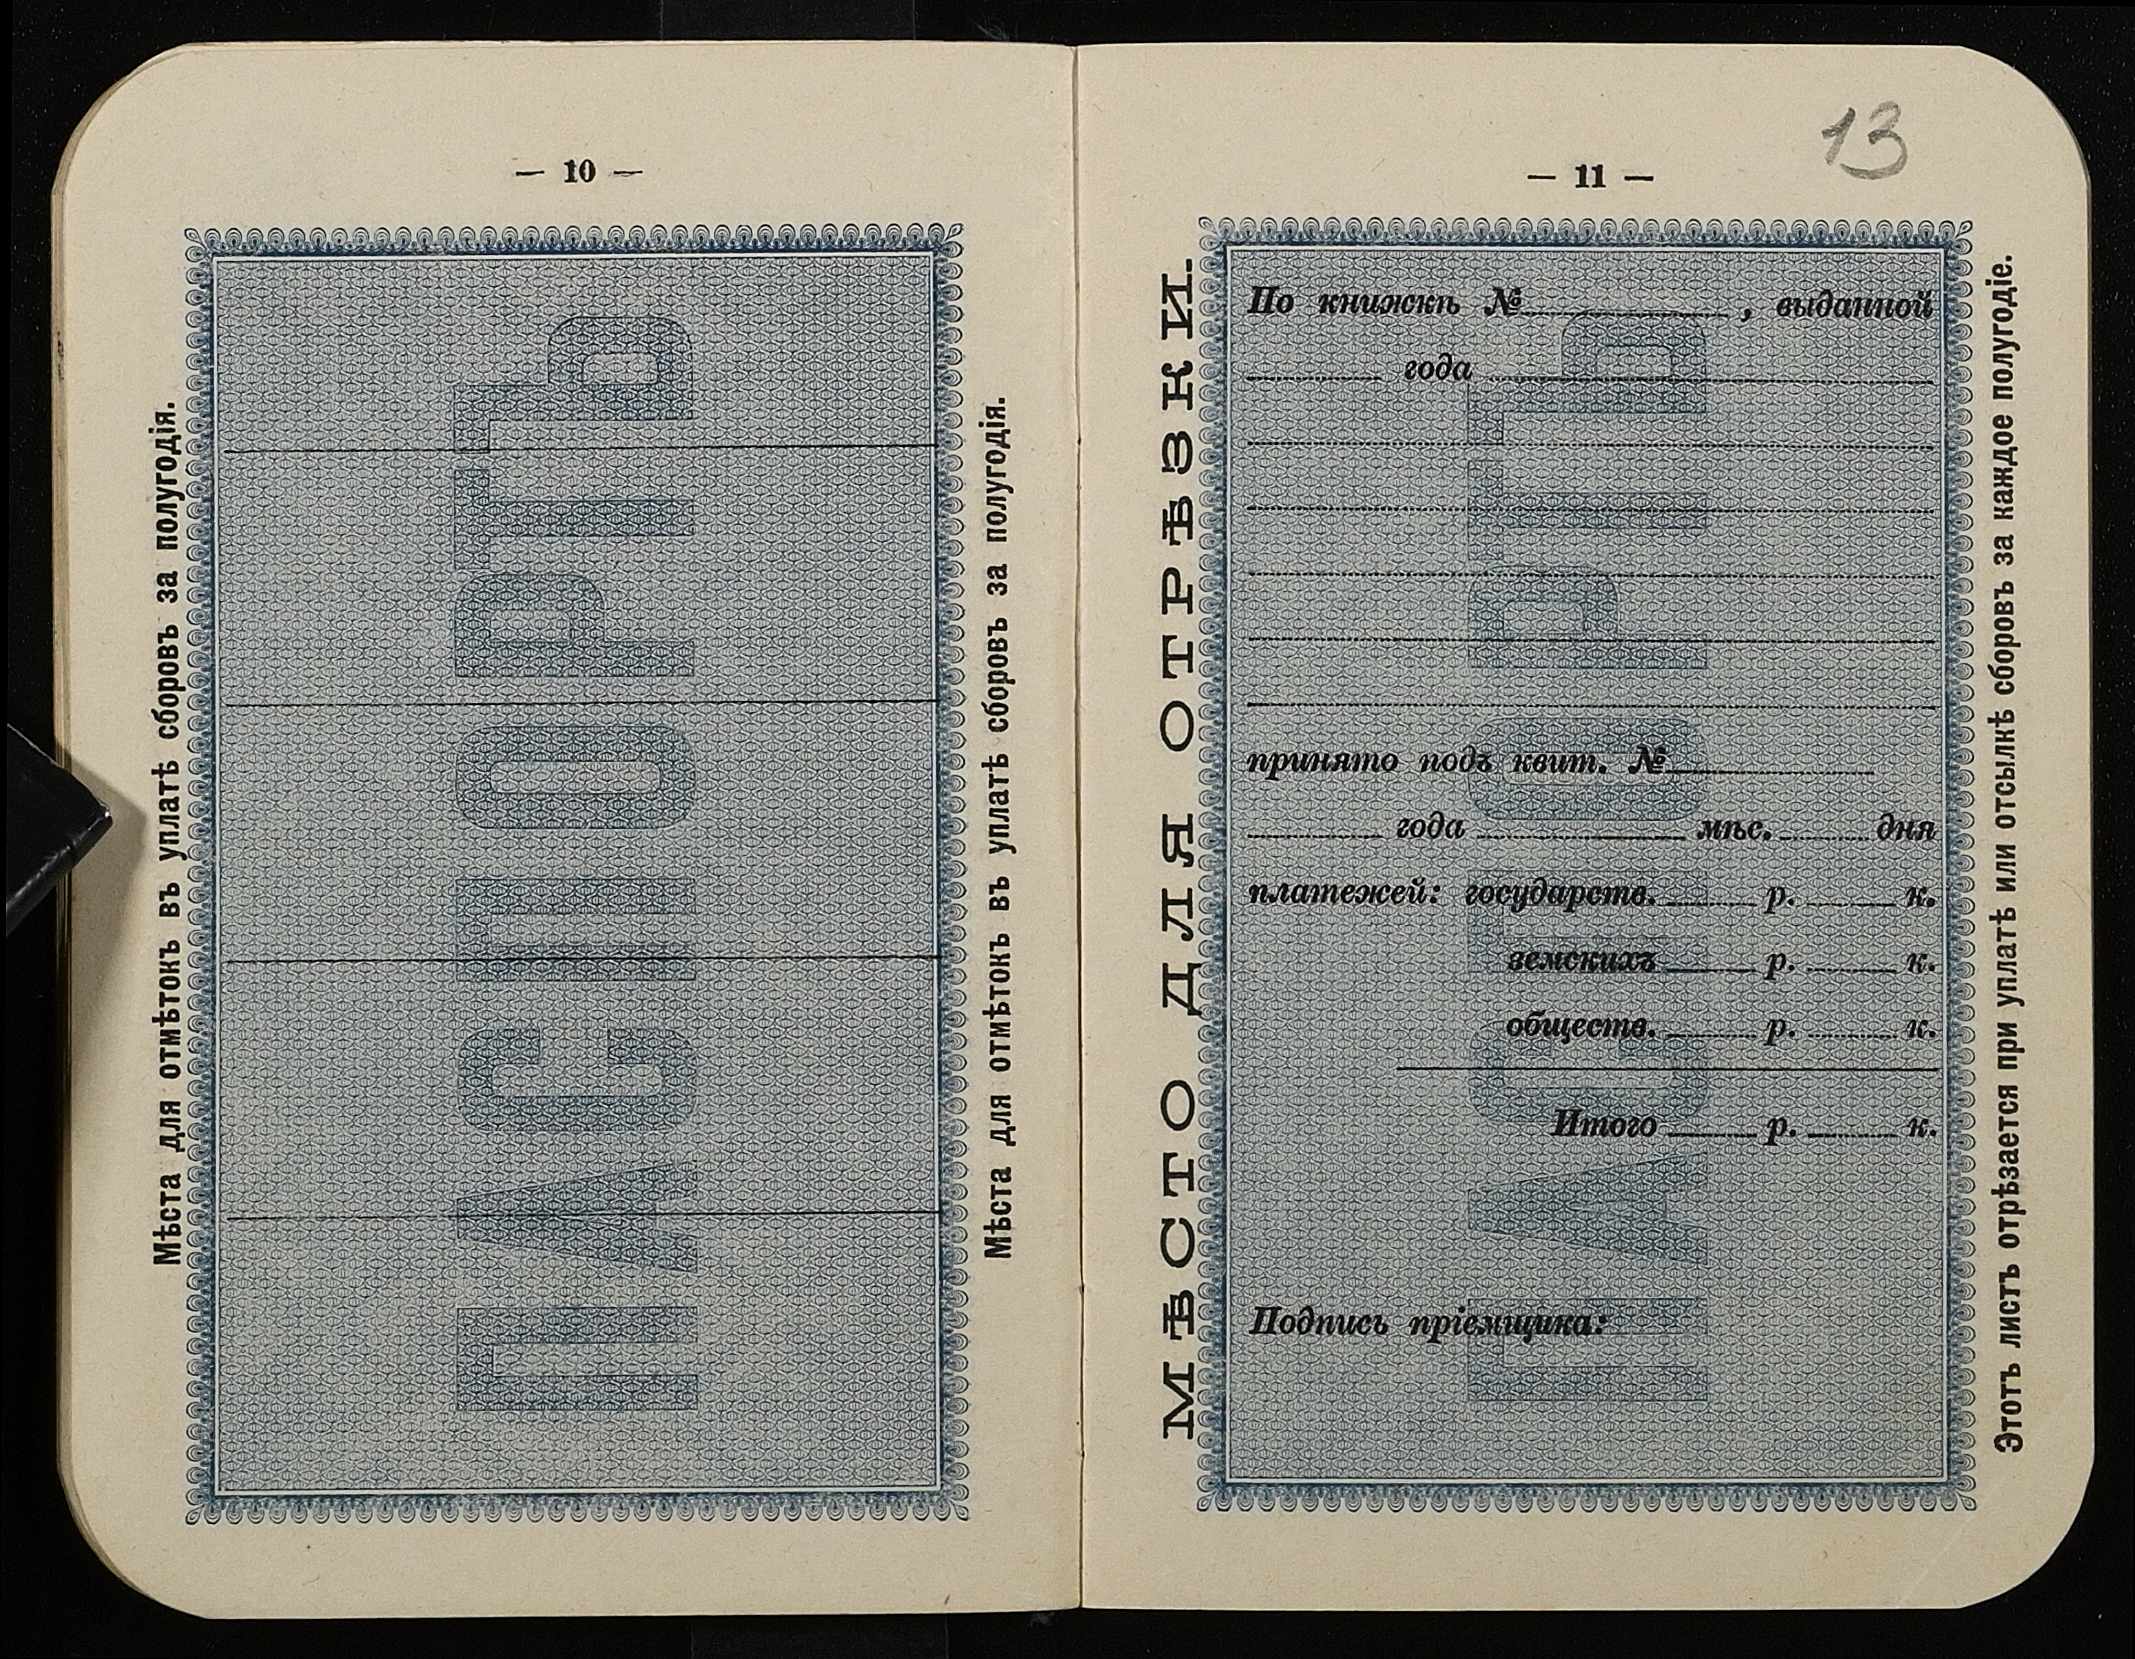 — 10 —
Мѣста для отмѣтокъ въ уплатѣ сборовъ за полугодія.
ПАСПОРТЪ
Мѣста для отмѣтокъ въ уплатѣ сборовъ за полугодія.
13
— 11 —
МѢСТО ДЛЯ ОТРѢЗКИ.
ПАСПОРТЪ
По книжкѣ № , выданной
года
принято подъ квит. №
года мѣс. дня
платежей: государств. р. к.
земскихъ р. к.
обществ. р. к.
Итого р. к.
Подпись пріемщика:
Этотъ листъ отрѣзается при уплатѣ или отсылкѣ сборовъ за каждое полугодіе.